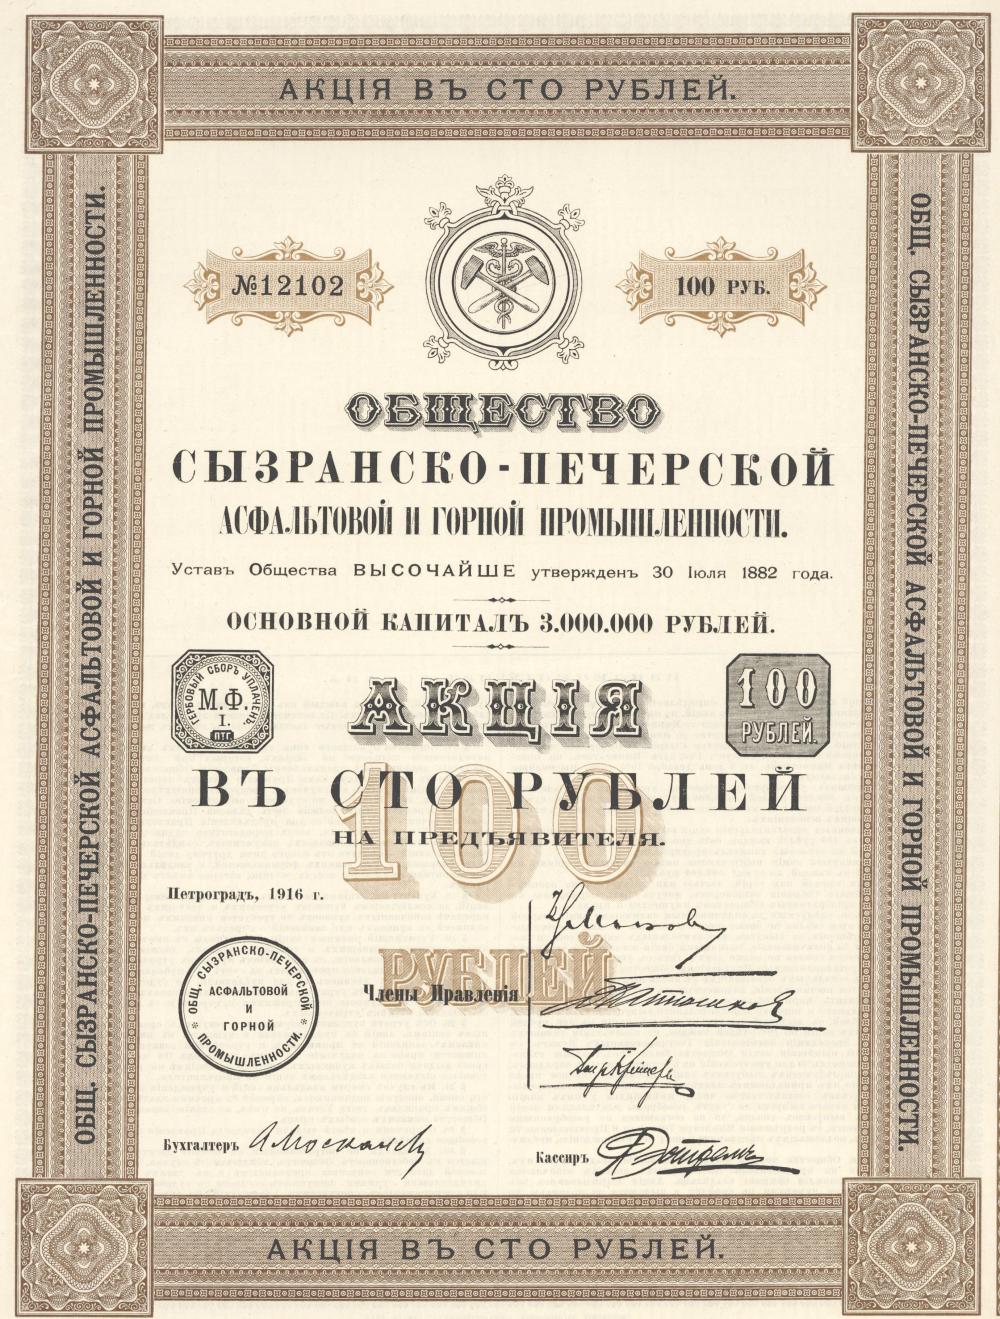 АКЦІЯ ВЪ СТО РУБЛЕЙ.
ОБЩ. СЫЗРАНСКО-ПЕЧЕРСКОЙ АСФАЛЬТОВОЙ И ГОРНОЙ ПРОМЫШЛЕННОСТИ.
ОБЩ. СЫЗРАНСКО-ПЕЧЕРСКОЙ АСФАЛЬТОВОЙ И ГОРНОЙ ПРОМЫШЛЕННОСТИ.
№12102
100 РУБ.
ОБЩЕСТВО
СЫЗРАНСКО-ПЕЧЕРСКОЙ
АСФАЛЬТОВОЙ И ГОРНОЙ ПРОМЫШЛЕННОСТИ.
Уставъ Общества ВЫСОЧАЙШЕ утвержденъ 30 Іюля 1882 года.
ОСНОВНОЙ КАПИТАЛЪ 3.000.000 РУБЛЕЙ.
ГЕРБОВЫЙ СБОРЪ УПЛАЧЕНЪ.
М.Ф.
I.
ПТГ
АКЦІЯ
100
РУБЛЕЙ.
ВЪ СТО РУБЛЕЙ
100
НА ПРЕДЪЯВИТЕЛЯ.
Петроградъ, 1916 г.
РУБЛЕЙ
Члены Правленія
ОБЩ. СЫЗРАНСКО-ПЕЧЕРСКОЙ
АСФАЛЬТОВОЙ
И
ГОРНОЙ
ПРОМЫШЛЕННОСТИ.
Бухгалтеръ
Кассиръ
АКЦІЯ ВЪ СТО РУБЛЕЙ.